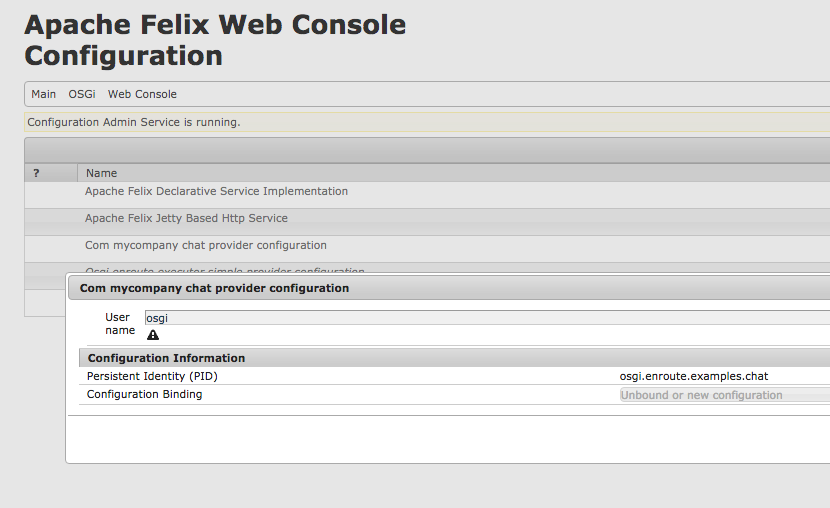 Apache Felix Web Console
Configuration
Main OSGi Web Console
Configuration Admin Service is running.
? Name
Apache Felix Declarative Service Implementation
Apache Felix Jetty Based Http Service
Com mycompany chat provider configuration
Osgi enroute executor simple provider configuration
Com mycompany chat provider configuration
User name osgi
Configuration Information
Persistent Identity (PID) osgi.enroute.examples.chat
Configuration Binding Unbound or new configuration